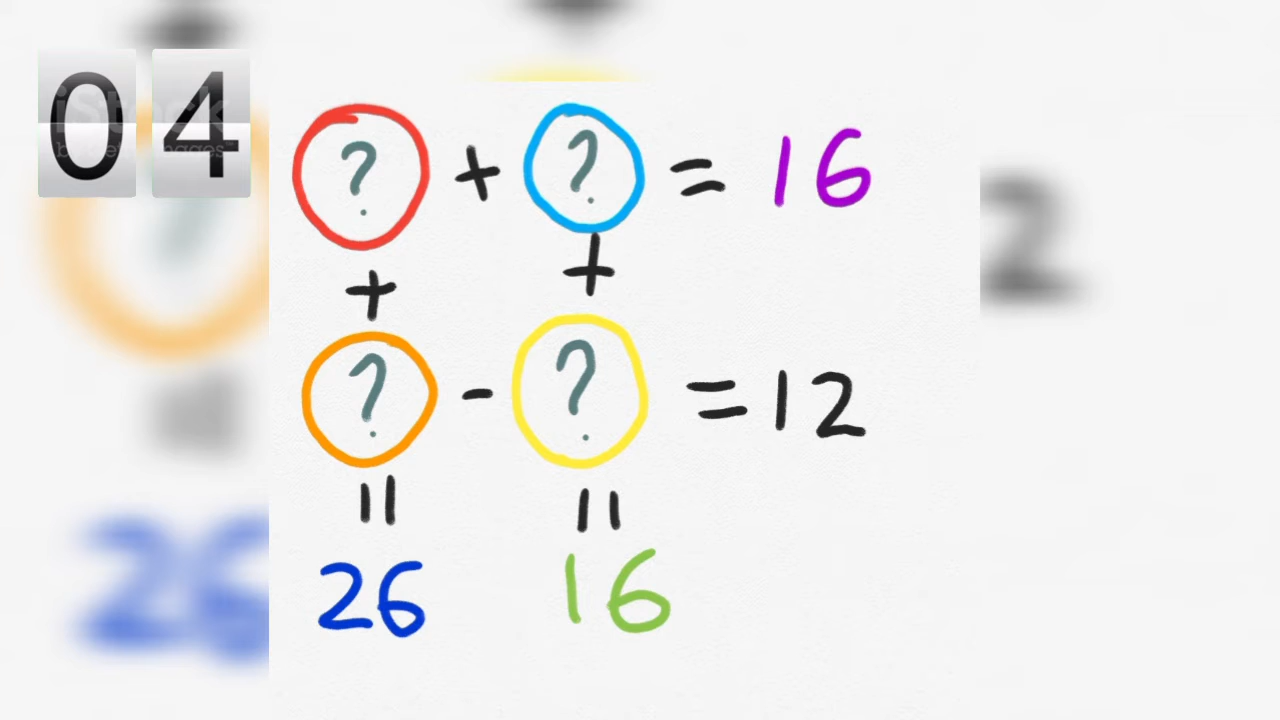 04
? + ? = 16
+ +
? - ? = 12
= =
26 16